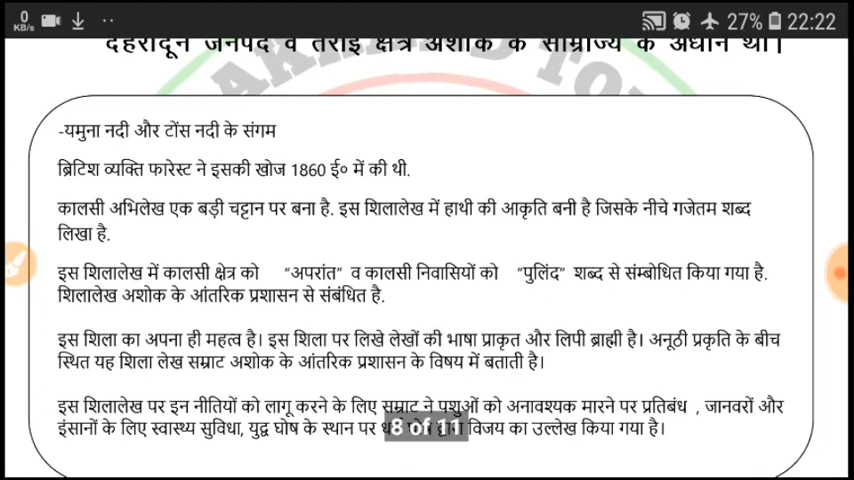 0
KB/s
27% 22:22
देहरादून जनपद व तराई क्षेत्र अशोक के साम्राज्य के अधीन था|
-यमुना नदी और टोंस नदी के संगम
ब्रिटिश व्यक्ति फारेस्ट ने इसकी खोज 1860 ई० में की थी.
कालसी अभिलेख एक बड़ी चट्टान पर बना है. इस शिलालेख में हाथी की आकृति बनी है जिसके नीचे गजेतम शब्द
लिखा है.
इस शिलालेख में कालसी क्षेत्र को “अपरांत” व कालसी निवासियों को “पुलिंद” शब्द से संम्बोधित किया गया है.
शिलालेख अशोक के आंतरिक प्रशासन से संबंधित है.
इस शिला का अपना ही महत्व है। इस शिला पर लिखे लेखों की भाषा प्राकृत और लिपी ब्राह्मी है। अनूठी प्रकृति के बीच
स्थित यह शिला लेख सम्राट अशोक के आंतरिक प्रशासन के विषय में बताती है।
इस शिलालेख पर इन नीतियों को लागू करने के लिए सम्राट ने पशुओं को अनावश्यक मारने पर प्रतिबंध , जानवरों और
इंसानों के लिए स्वास्थ्य सुविधा, युद्व घोष के स्थान पर विजय का उल्लेख किया गया है।
8 of 11